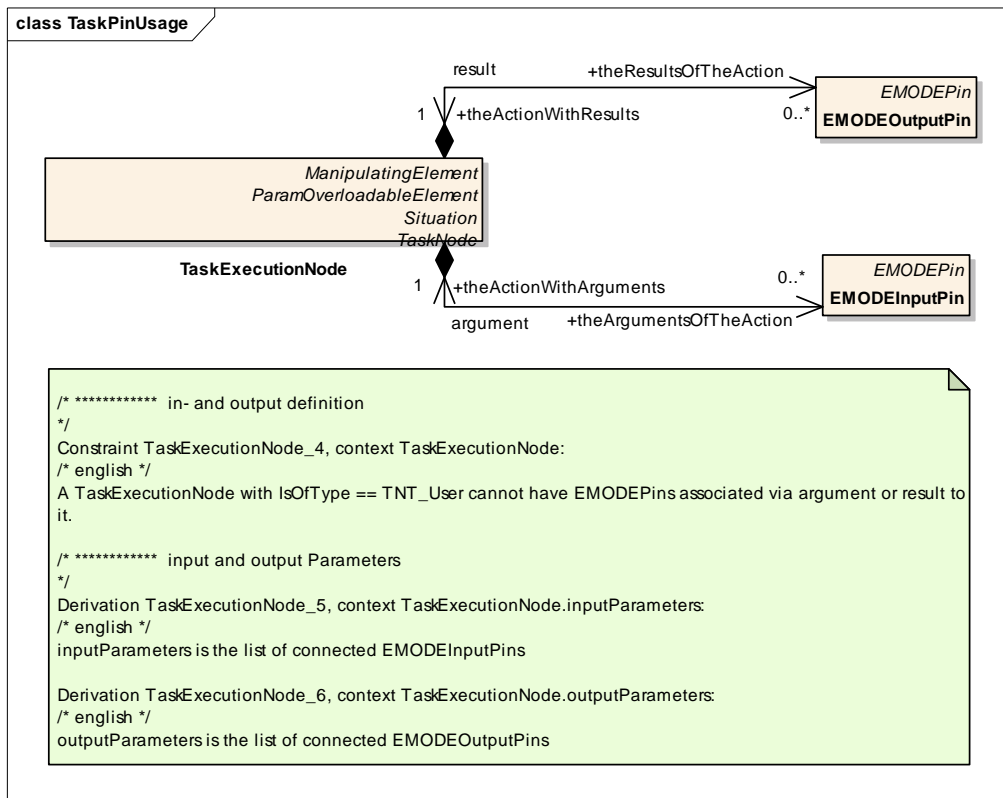 class TaskPinUsage
result
+theResultsOfTheAction
1
+theActionWithResults
0..*
EMODEPin
EMODEOutputPin
ManipulatingElement
ParamOverloadableElement
Situation
TaskNode
TaskExecutionNode
1
+theActionWithArguments
0..*
EMODEPin
EMODEInputPin
argument
+theArgumentsOfTheAction
/* ************ in- and output definition
*/
Constraint TaskExecutionNode_4, context TaskExecutionNode:
/* english */
A TaskExecutionNode with IsOfType == TNT_User cannot have EMODEPins associated via argument or result to
it.
/* ************ input and output Parameters
*/
Derivation TaskExecutionNode_5, context TaskExecutionNode.inputParameters:
/* english */
inputParameters is the list of connected EMODEInputPins
Derivation TaskExecutionNode_6, context TaskExecutionNode.outputParameters:
/* english */
outputParameters is the list of connected EMODEOutputPins